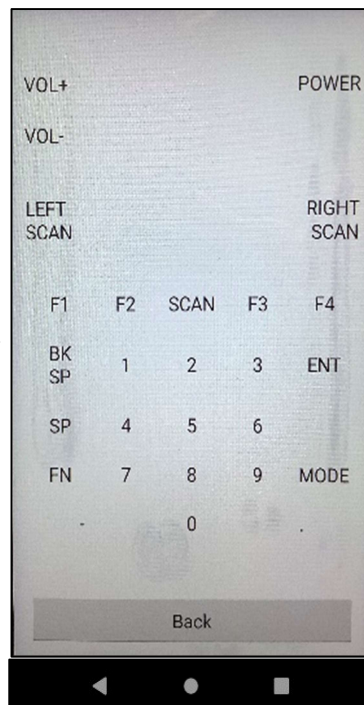 VOL+ POWER
VOL-
LEFT RIGHT
SCAN SCAN
F1 F2 SCAN F3 F4
BK
SP 1 2 3 ENT
SP 4 5 6
FN 7 8 9 MODE
- 0 .
Back